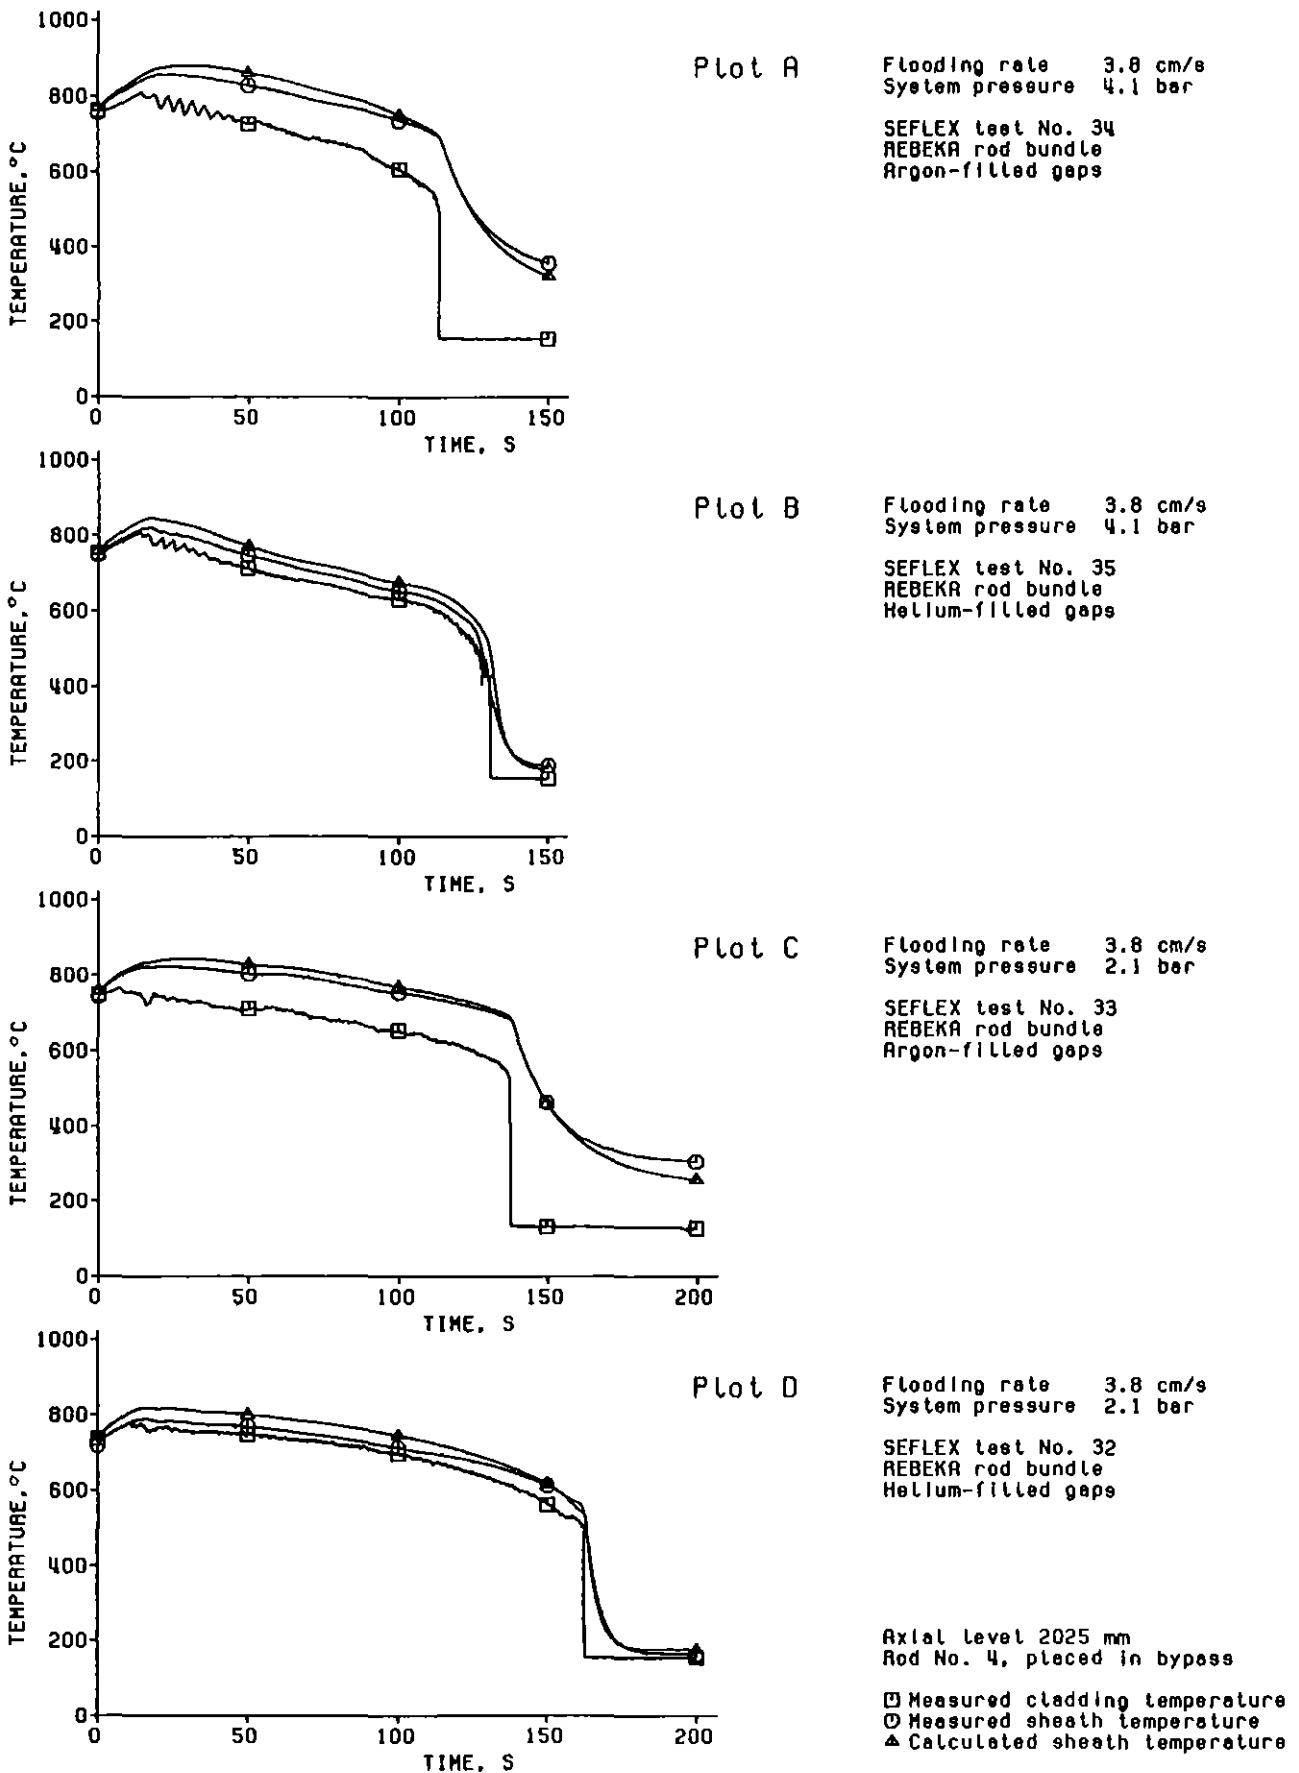 Plot A
Flooding rate 3.8 cm/s
System pressure 4.1 bar
SEFLEX test No. 34
REBEKA rod bundle
Argon-filled gaps
TEMPERATURE, °C
1000
800
600
400
200
0
0 50 100 150
TIME, S
Plot B
Flooding rate 3.8 cm/s
System pressure 4.1 bar
SEFLEX test No. 35
REBEKA rod bundle
Helium-filled gaps
TEMPERATURE, °C
1000
800
600
400
200
0
0 50 100 150
TIME, S
Plot C
Flooding rate 3.8 cm/s
System pressure 2.1 bar
SEFLEX test No. 33
REBEKA rod bundle
Argon-filled gaps
TEMPERATURE, °C
1000
800
600
400
200
0
0 50 100 150 200
TIME, S
Plot D
Flooding rate 3.8 cm/s
System pressure 2.1 bar
SEFLEX test No. 32
REBEKA rod bundle
Helium-filled gaps
TEMPERATURE, °C
1000
800
600
400
200
0
0 50 100 150 200
TIME, S
Axial level 2025 mm
Rod No. 4, placed in bypass
Measured cladding temperature
Measured sheath temperature
Calculated sheath temperature